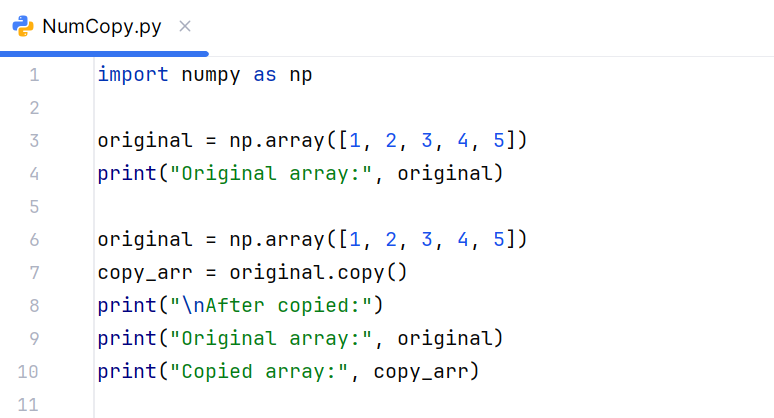 NumCopy.py
1 import numpy as np
2
3 original = np.array([1, 2, 3, 4, 5])
4 print("Original array:", original)
5
6 original = np.array([1, 2, 3, 4, 5])
7 copy_arr = original.copy()
8 print("\nAfter copied:")
9 print("Original array:", original)
10 print("Copied array:", copy_arr)
11